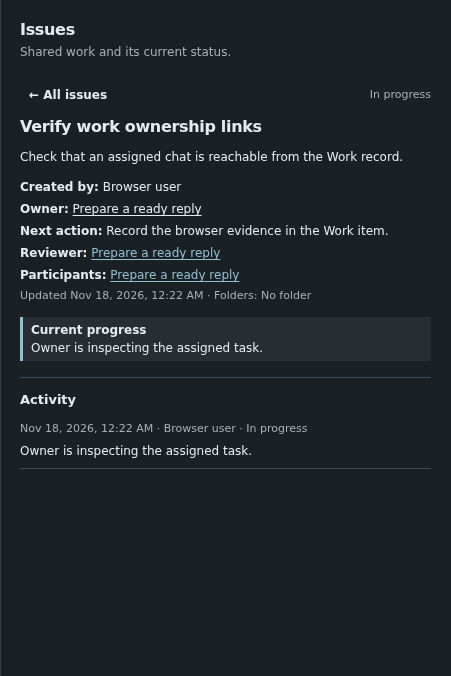 Issues
Shared work and its current status.
← All issues
In progress
Verify work ownership links
Check that an assigned chat is reachable from the Work record.
Created by: Browser user
Owner: Prepare a ready reply
Next action: Record the browser evidence in the Work item.
Reviewer: Prepare a ready reply
Participants: Prepare a ready reply
Updated Nov 18, 2026, 12:22 AM · Folders: No folder
Current progress
Owner is inspecting the assigned task.
Activity
Nov 18, 2026, 12:22 AM · Browser user · In progress
Owner is inspecting the assigned task.